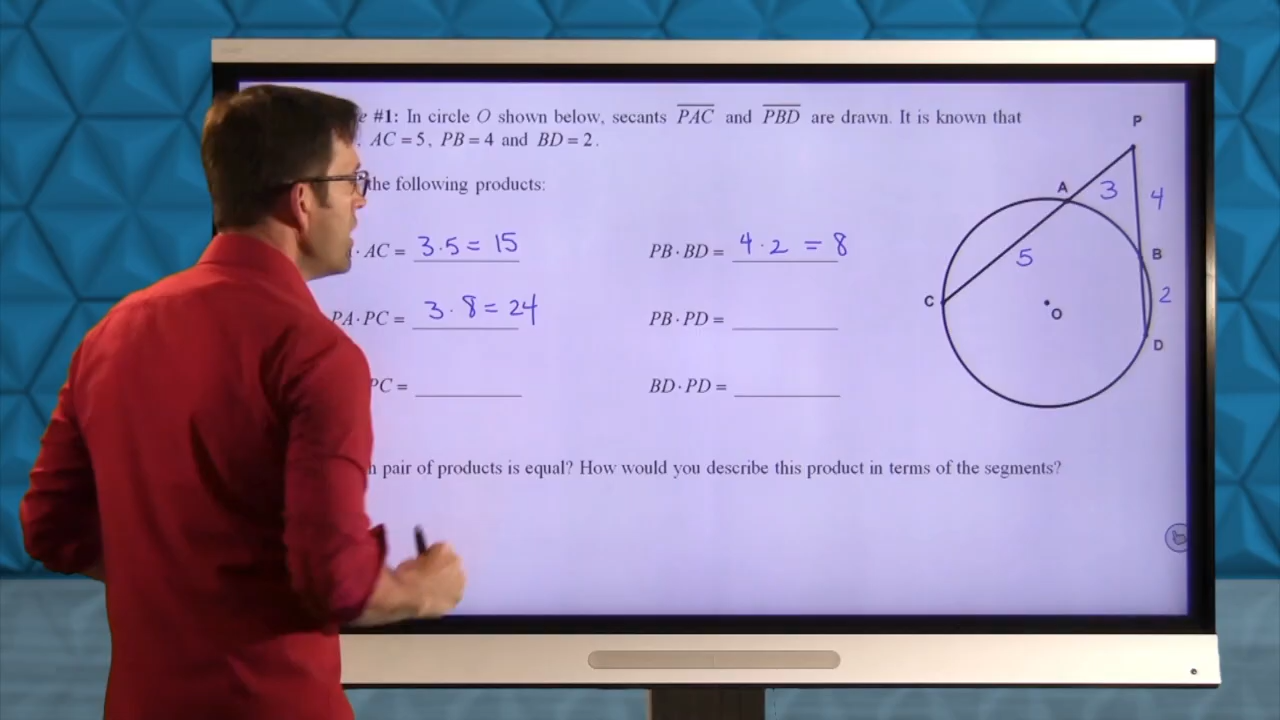 #1: In circle O shown below, secants PAC and PBD are drawn. It is known that
AC = 5, PB = 4 and BD = 2.
the following products:
· AC = 3·5 = 15
PB · BD = 4·2 = 8
PA · PC = 3·8 = 24
PB · PD =
PC =
BD · PD =
pair of products is equal? How would you describe this product in terms of the segments?
P
A
3
4
5
B
C
2
O
D